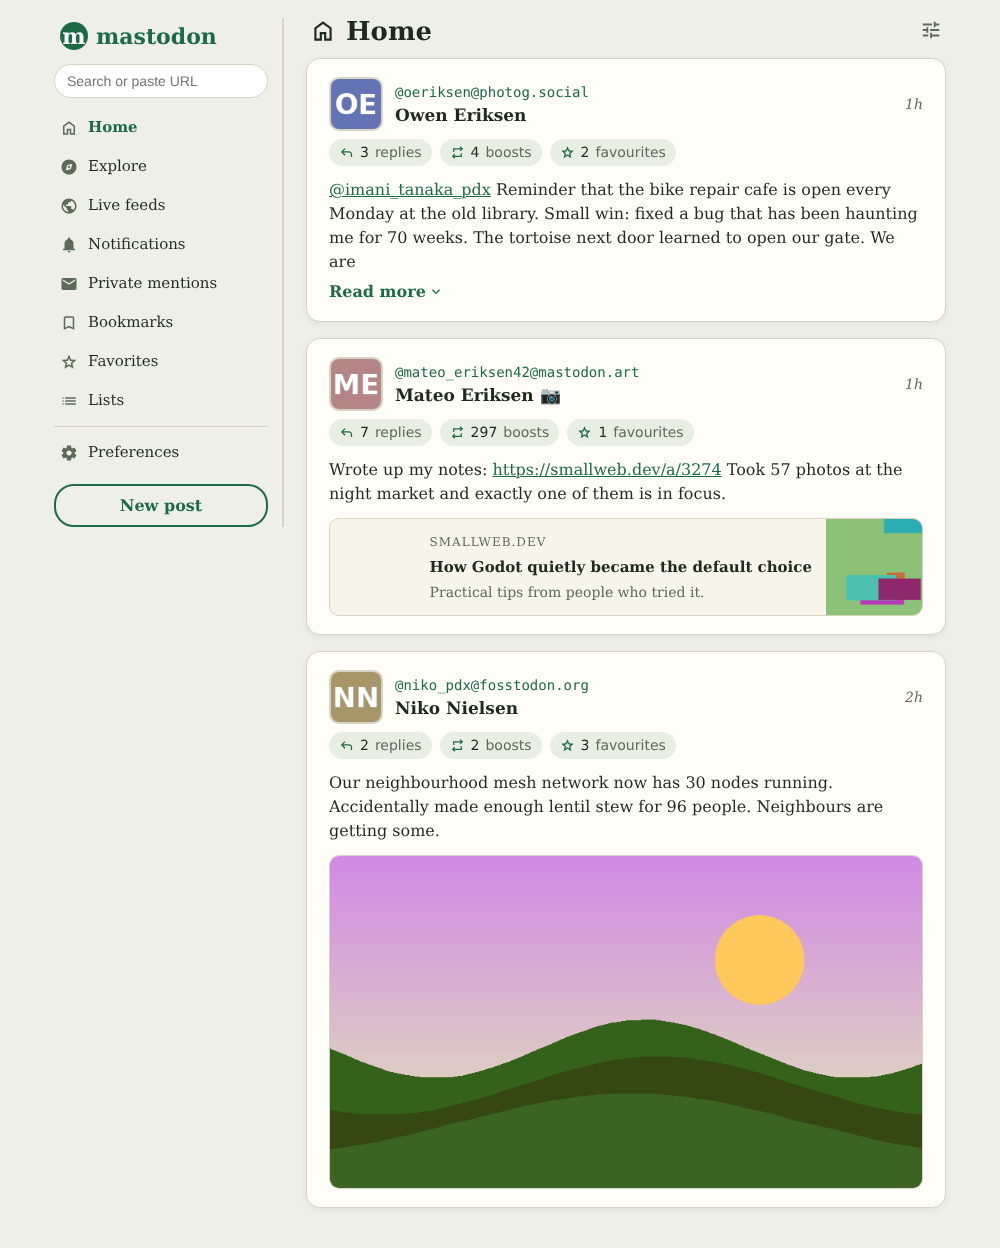 mastodon
Search or paste URL
Home
Explore
Live feeds
Notifications
Private mentions
Bookmarks
Favorites
Lists
Preferences
New post
Home
OE
@oeriksen@photog.social
Owen Eriksen
1h
3 replies
4 boosts
2 favourites
@imani_tanaka_pdx Reminder that the bike repair cafe is open every
Monday at the old library. Small win: fixed a bug that has been haunting
me for 70 weeks. The tortoise next door learned to open our gate. We
are
Read more
ME
@mateo_eriksen42@mastodon.art
Mateo Eriksen 📷
1h
7 replies
297 boosts
1 favourites
Wrote up my notes: https://smallweb.dev/a/3274 Took 57 photos at the
night market and exactly one of them is in focus.
SMALLWEB.DEV
How Godot quietly became the default choice
Practical tips from people who tried it.
NN
@niko_pdx@fosstodon.org
Niko Nielsen
2h
2 replies
2 boosts
3 favourites
Our neighbourhood mesh network now has 30 nodes running.
Accidentally made enough lentil stew for 96 people. Neighbours are
getting some.